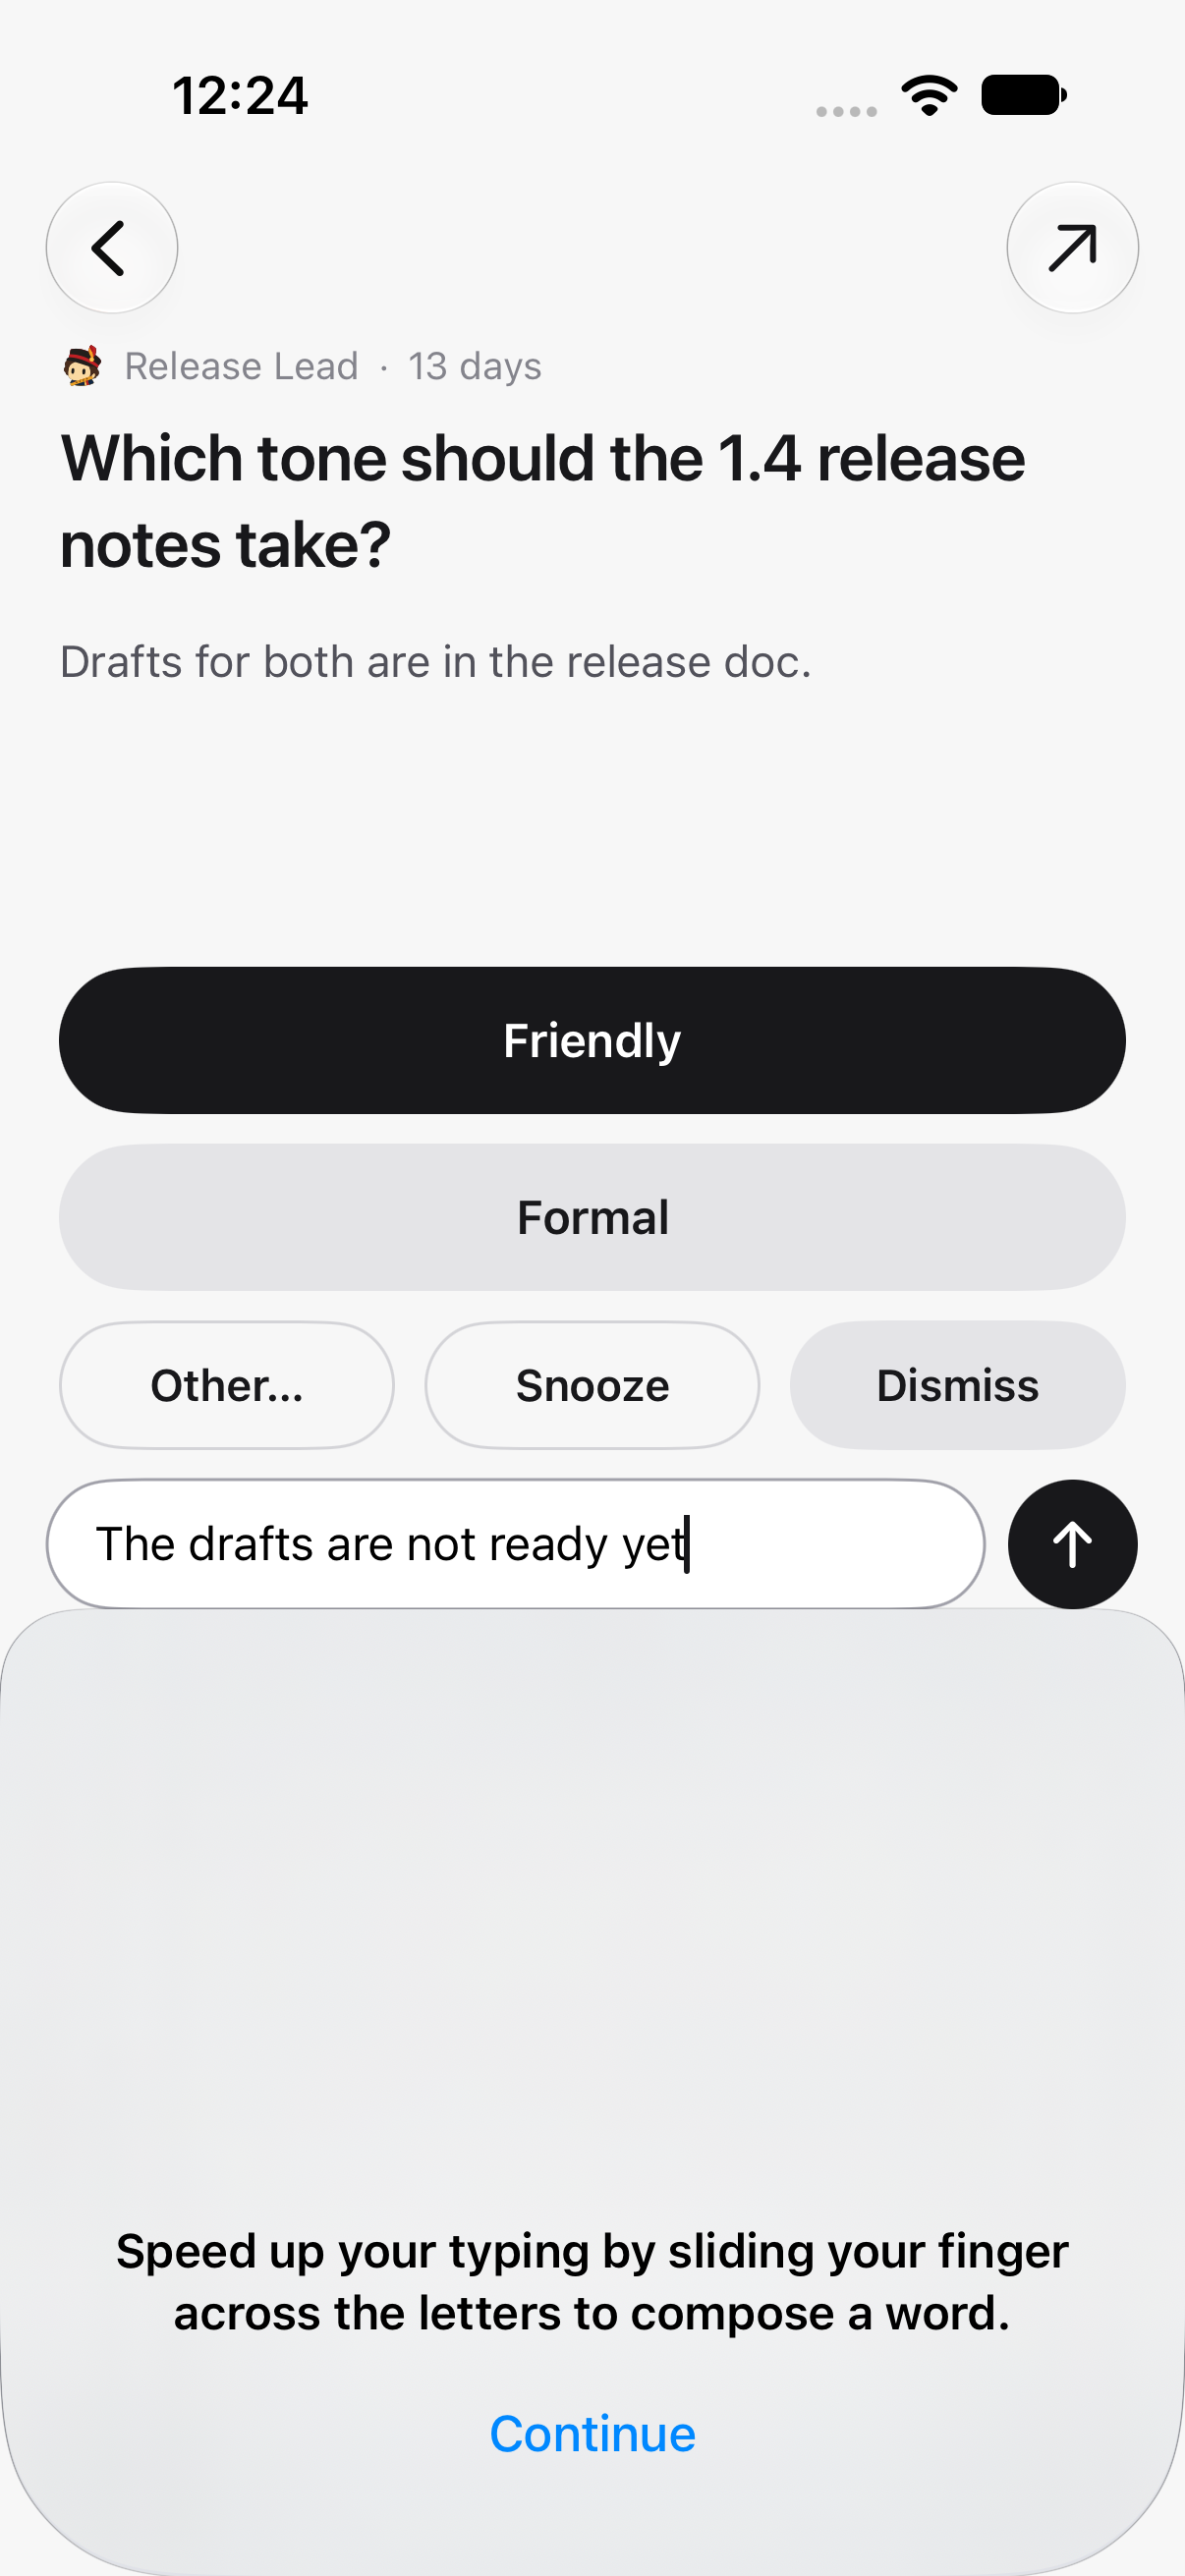 12:24
Release Lead · 13 days
Which tone should the 1.4 release
notes take?
Drafts for both are in the release doc.
Friendly
Formal
Other...
Snooze
Dismiss
The drafts are not ready yet
Speed up your typing by sliding your finger
across the letters to compose a word.
Continue